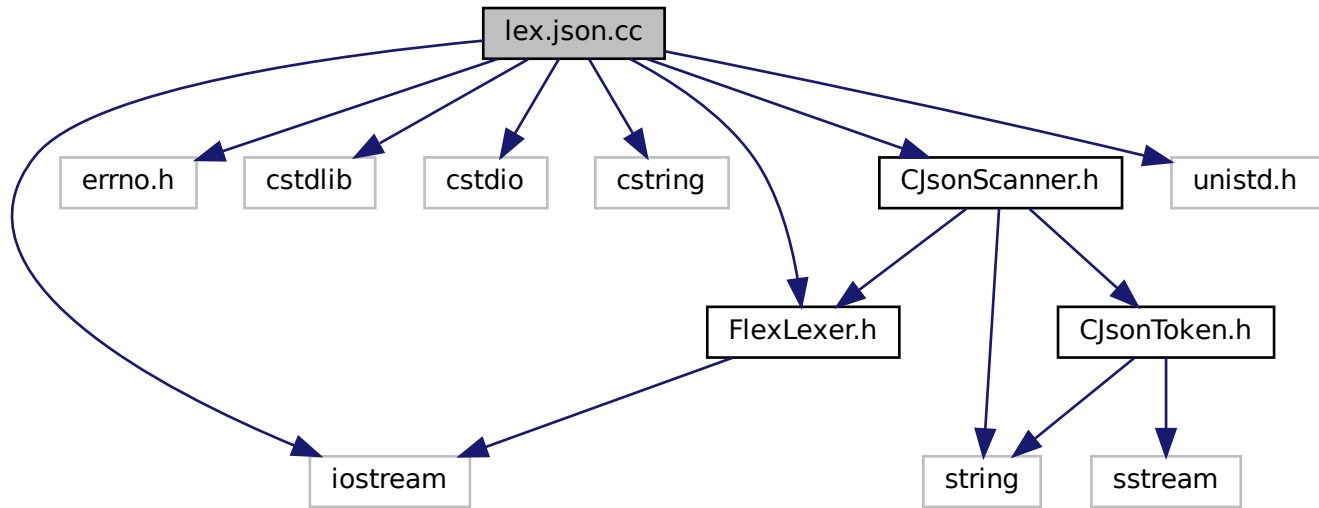 lex.json.cc
errno.h
cstdlib
cstdio
cstring
CJsonScanner.h
unistd.h
FlexLexer.h
CJsonToken.h
iostream
string
sstream